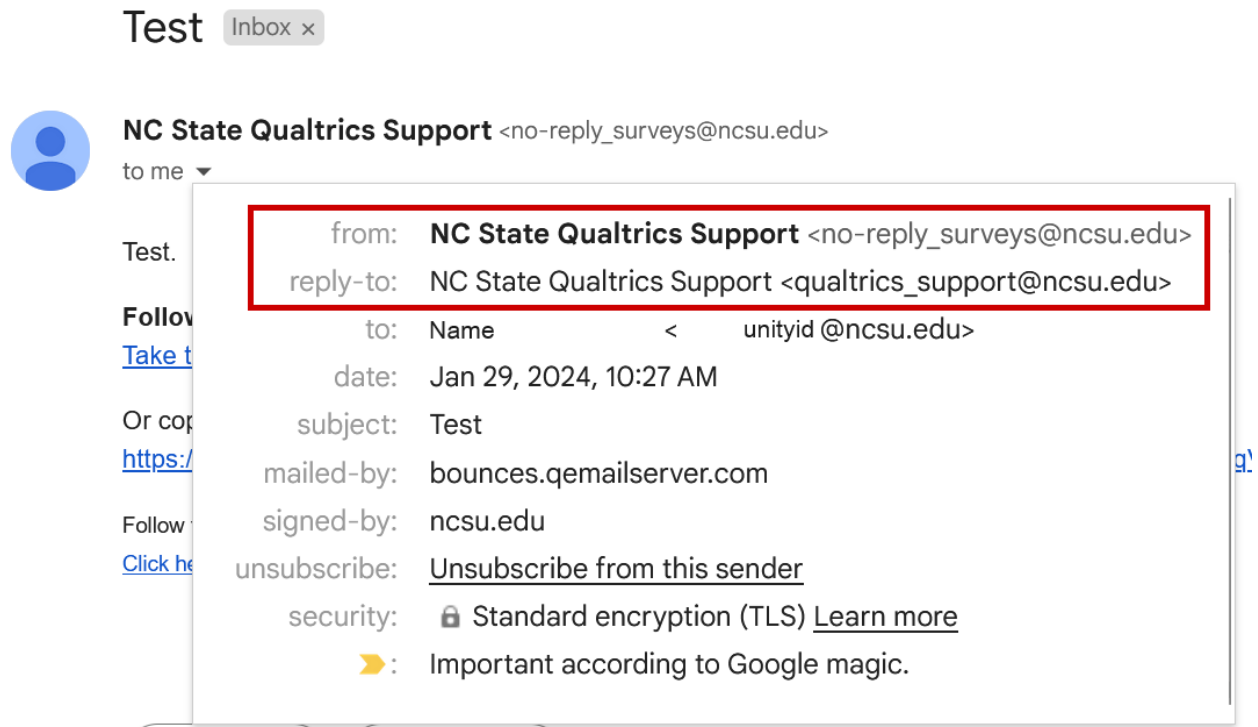 Test Inbox ×
NC State Qualtrics Support <no-reply_surveys@ncsu.edu>
to me
from: NC State Qualtrics Support <no-reply_surveys@ncsu.edu>
reply-to: NC State Qualtrics Support <qualtrics_support@ncsu.edu>
to: Name < unityid @ncsu.edu>
date: Jan 29, 2024, 10:27 AM
subject: Test
mailed-by: bounces.qemailserver.com
signed-by: ncsu.edu
unsubscribe: Unsubscribe from this sender
security: Standard encryption (TLS) Learn more
: Important according to Google magic.
Test.
Follow
Take t
Or cop
https:/
Follow
Click he